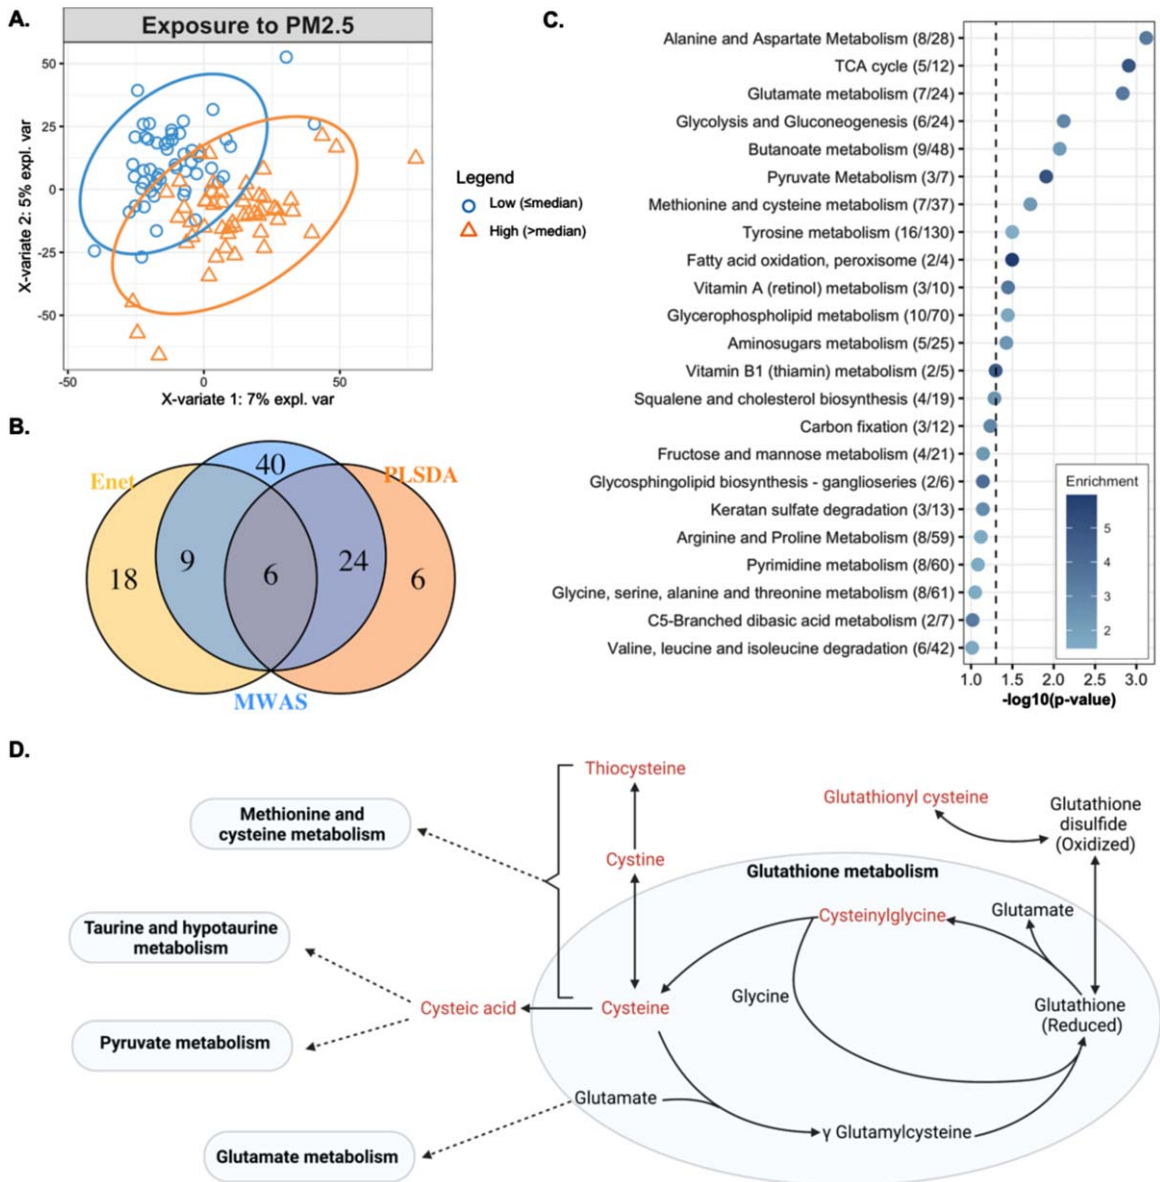 A.
Exposure to PM2.5
X-variate 2: 5% expl. var
50
25
0
-25
-50
-50
0
50
X-variate 1: 7% expl. var
Legend
Low (≤median)
High (>median)
B.
Enet
PLSDA
MWAS
40
18
9
6
24
6
C.
Alanine and Aspartate Metabolism (8/28)
TCA cycle (5/12)
Glutamate metabolism (7/24)
Glycolysis and Gluconeogenesis (6/24)
Butanoate metabolism (9/48)
Pyruvate Metabolism (3/7)
Methionine and cysteine metabolism (7/37)
Tyrosine metabolism (16/130)
Fatty acid oxidation, peroxisome (2/4)
Vitamin A (retinol) metabolism (3/10)
Glycerophospholipid metabolism (10/70)
Aminosugars metabolism (5/25)
Vitamin B1 (thiamin) metabolism (2/5)
Squalene and cholesterol biosynthesis (4/19)
Carbon fixation (3/12)
Fructose and mannose metabolism (4/21)
Glycosphingolipid biosynthesis - ganglioseries (2/6)
Keratan sulfate degradation (3/13)
Arginine and Proline Metabolism (8/59)
Pyrimidine metabolism (8/60)
Glycine, serine, alanine and threonine metabolism (8/61)
C5-Branched dibasic acid metabolism (2/7)
Valine, leucine and isoleucine degradation (6/42)
Enrichment
5
4
3
2
1.0 1.5 2.0 2.5 3.0
-log10(p-value)
D.
Thiocysteine
Methionine and
cysteine metabolism
Cystine
Glutathionyl cysteine
Glutathione
disulfide
(Oxidized)
Glutathione metabolism
Cysteinylglycine
Glutamate
Taurine and hypotaurine
metabolism
Cysteic acid
Cysteine
Glycine
Glutathione
(Reduced)
Pyruvate metabolism
Glutamate
γ Glutamylcysteine
Glutamate metabolism